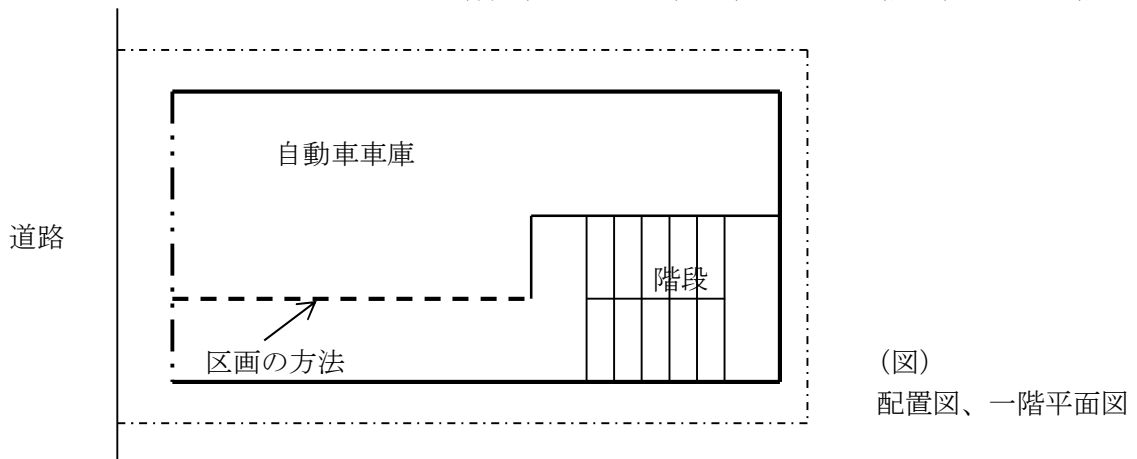 自動車車庫
道路
階段
区画の方法
（図）
配置図、一階平面図